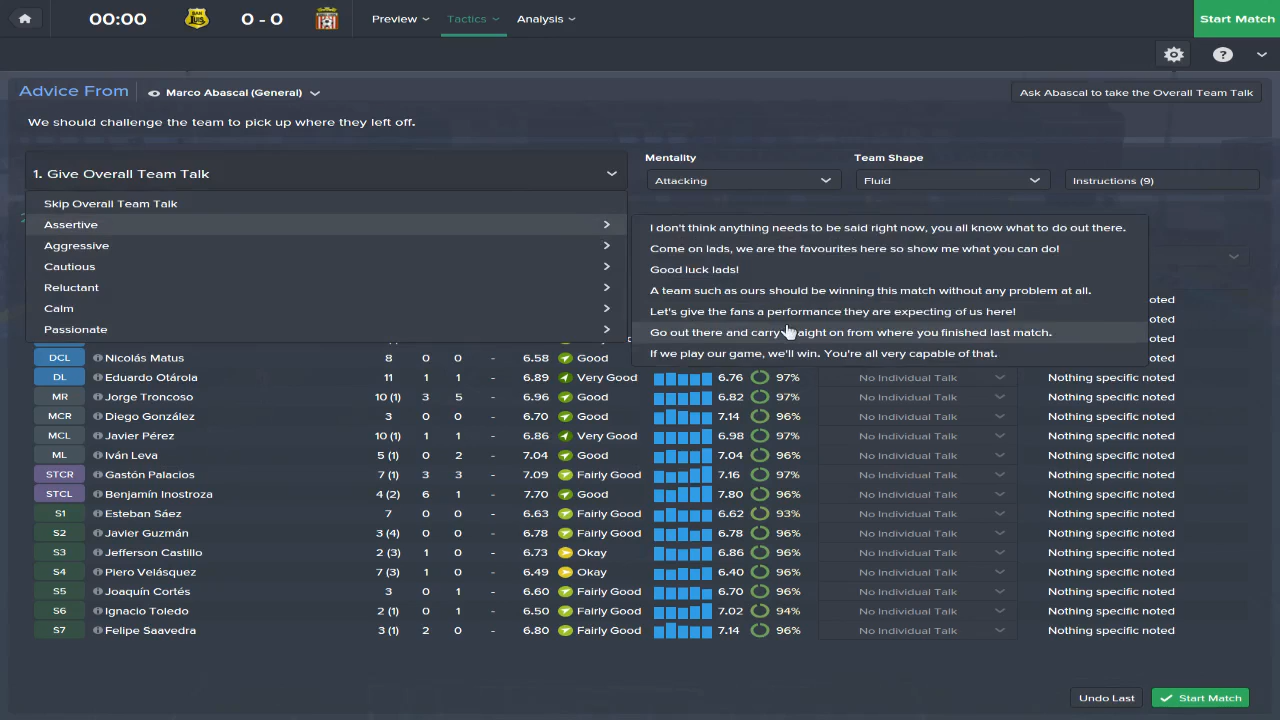 00:00 SAN LUIS 0 - 0 Preview Tactics Analysis Start Match
?
Advice From Marco Abascal (General) Ask Abascal to take the Overall Team Talk
We should challenge the team to pick up where they left off.
Mentality Team Shape
1. Give Overall Team Talk Attacking Fluid Instructions (9)
Skip Overall Team Talk
Assertive
Aggressive
Cautious
Reluctant
Calm
Passionate
I don't think anything needs to be said right now, you all know what to do out there.
Come on lads, we are the favourites here so show me what you can do!
Good luck lads!
A team such as ours should be winning this match without any problem at all.
Let's give the fans a performance they are expecting of us here!
Go out there and carry straight on from where you finished last match.
If we play our game, we'll win. You're all very capable of that.
DCL Nicolás Matus 8 0 0 - 6.58 Good
DL Eduardo Otárola 11 1 1 - 6.89 Very Good 6.76 97% No Individual Talk Nothing specific noted
MR Jorge Troncoso 10 (1) 3 5 - 6.96 Good 6.82 97% No Individual Talk Nothing specific noted
MCR Diego González 3 0 0 - 6.70 Good 7.14 96% No Individual Talk Nothing specific noted
MCL Javier Pérez 10 (1) 1 1 - 6.86 Very Good 6.98 97% No Individual Talk Nothing specific noted
ML Iván Leva 5 (1) 0 2 - 7.04 Good 7.04 96% No Individual Talk Nothing specific noted
STCR Gastón Palacios 7 (1) 3 3 - 7.09 Fairly Good 7.16 97% No Individual Talk Nothing specific noted
STCL Benjamín Inostroza 4 (2) 6 1 - 7.70 Good 7.80 96% No Individual Talk Nothing specific noted
S1 Esteban Sáez 7 0 0 - 6.63 Fairly Good 6.62 93% No Individual Talk Nothing specific noted
S2 Javier Guzmán 3 (4) 0 0 - 6.78 Fairly Good 6.78 96% No Individual Talk Nothing specific noted
S3 Jefferson Castillo 2 (3) 1 0 - 6.73 Okay 6.86 96% No Individual Talk Nothing specific noted
S4 Piero Velásquez 7 (3) 1 0 - 6.49 Okay 6.40 96% No Individual Talk Nothing specific noted
S5 Joaquín Cortés 3 0 1 - 6.60 Fairly Good 6.70 96% No Individual Talk Nothing specific noted
S6 Ignacio Toledo 2 (1) 0 1 - 6.50 Fairly Good 7.02 94% No Individual Talk Nothing specific noted
S7 Felipe Saavedra 3 (1) 2 0 - 6.80 Fairly Good 7.14 96% No Individual Talk Nothing specific noted
Undo Last Start Match